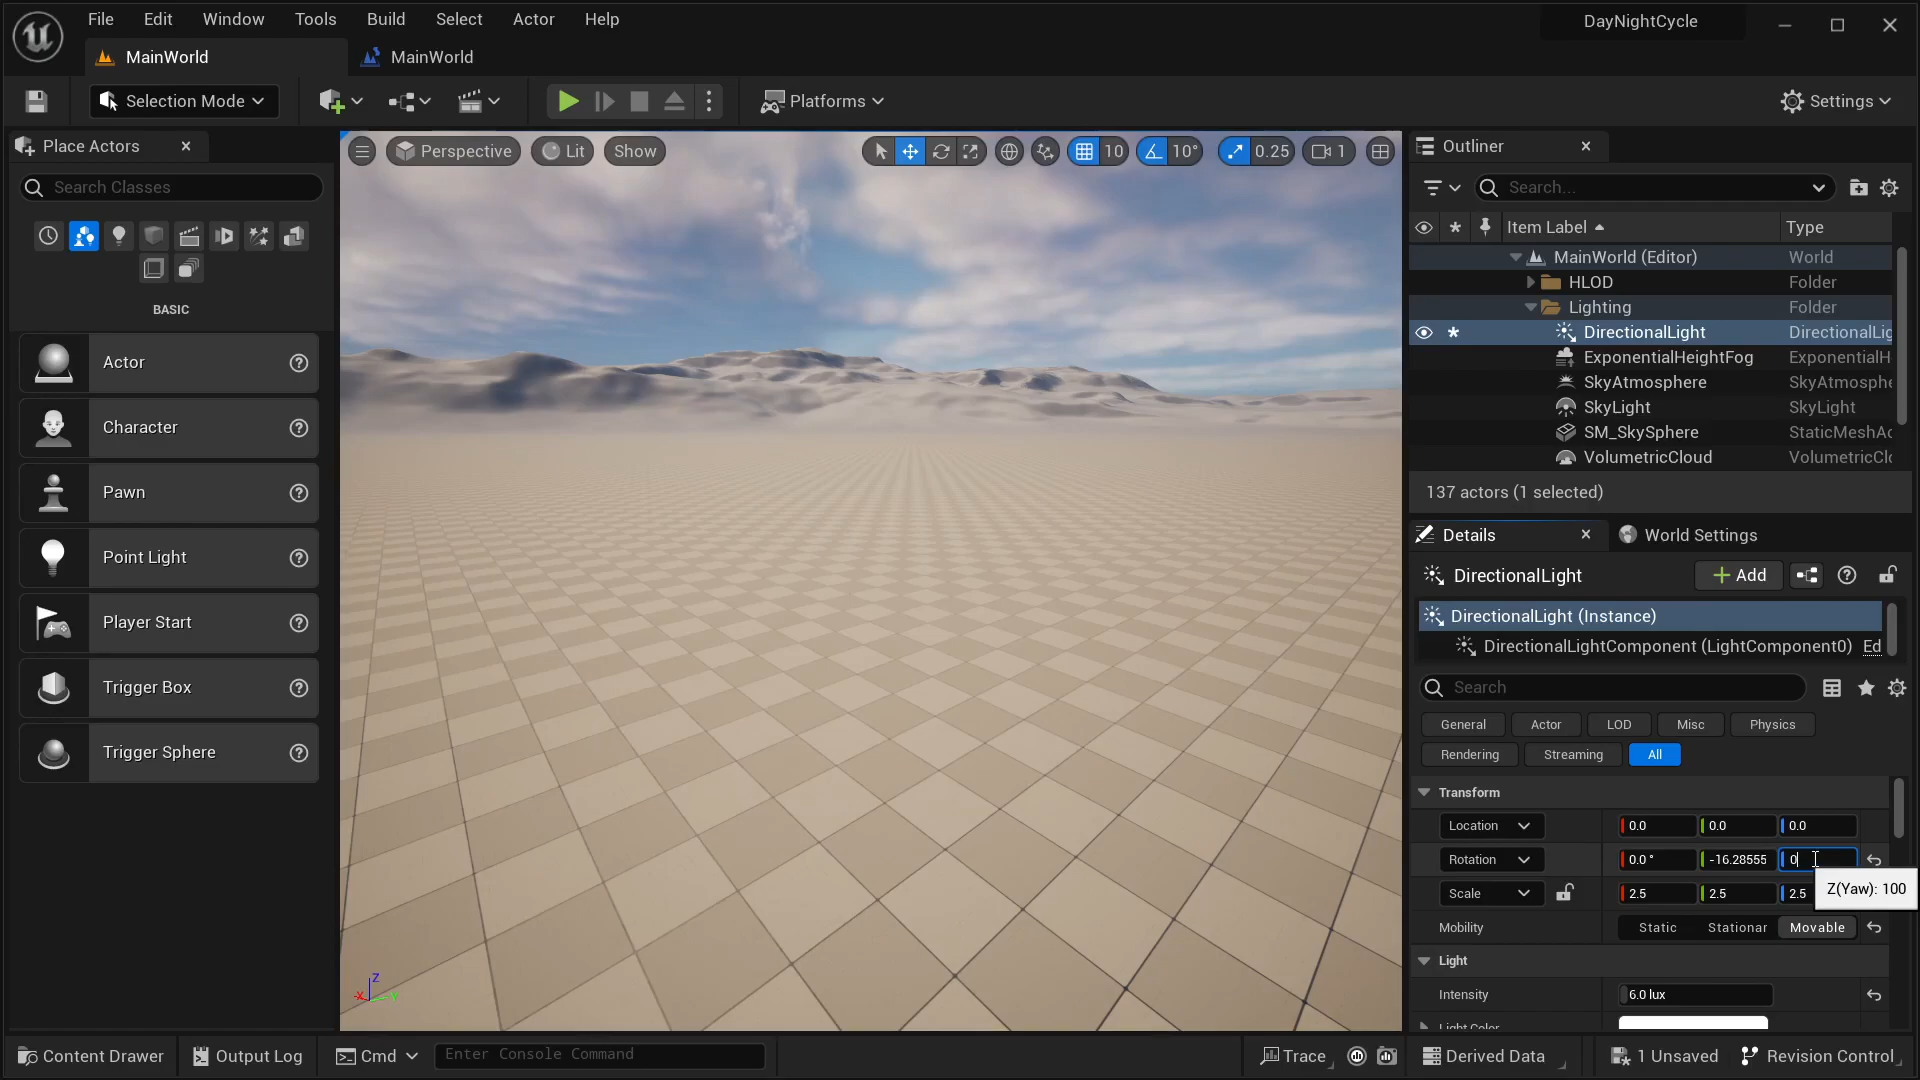 File Edit Window Tools Build Select Actor Help
DayNightCycle
MainWorld
MainWorld
Selection Mode
Platforms
Settings
Place Actors
Search Classes
BASIC
Actor
Character
Pawn
Point Light
Player Start
Trigger Box
Trigger Sphere
Perspective
Lit
Show
10
10°
0.25
1
X
Y
Z
Outliner
Search...
Item Label
Type
MainWorld (Editor) World
HLOD Folder
Lighting Folder
DirectionalLight DirectionalLig
ExponentialHeightFog ExponentialH
SkyAtmosphere SkyAtmosphe
SkyLight SkyLight
SM_SkySphere StaticMeshAc
VolumetricCloud VolumetricClo
137 actors (1 selected)
Details
World Settings
DirectionalLight
Add
DirectionalLight (Instance)
DirectionalLightComponent (LightComponent0) Ed
Search
General Actor LOD Misc Physics
Rendering Streaming All
Transform
Location 0.0 0.0 0.0
Rotation 0.0 ° -16.28555 0
Scale 2.5 2.5 2.5
Z(Yaw): 100
Mobility Static Stationar Movable
Light
Intensity 6.0 lux
Light Color
Content Drawer
Output Log
Cmd
Enter Console Command
Trace
Derived Data
1 Unsaved
Revision Control